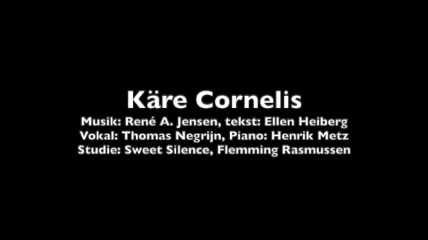 Käre Cornelis
Musik: René A. Jensen, tekst: Ellen Heiberg
Vokal: Thomas Negrijn, Piano: Henrik Metz
Studie: Sweet Silence, Flemming Rasmussen